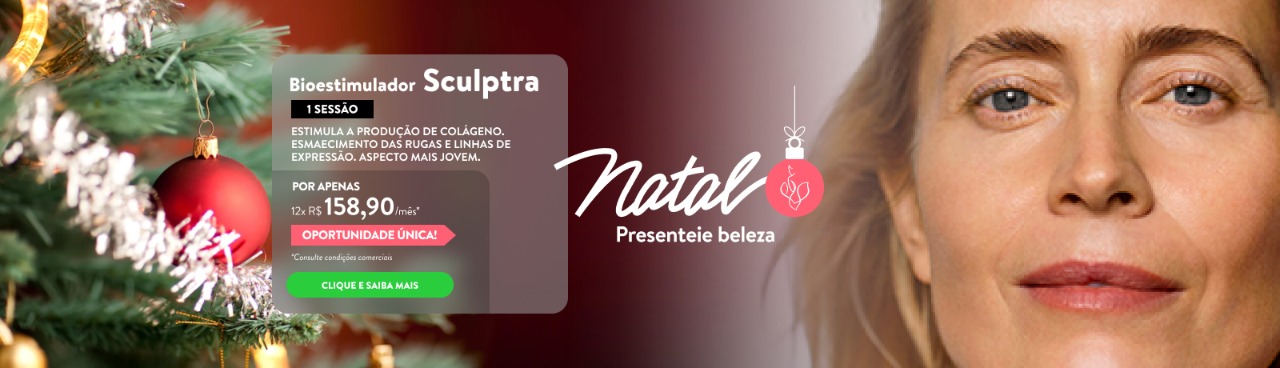 Bioestimulador Sculptra
1 SESSÃO
ESTIMULA A PRODUÇÃO DE COLÁGENO.
ESMAECIMENTO DAS RUGAS E LINHAS DE
EXPRESSÃO. ASPECTO MAIS JOVEM.
POR APENAS
12x R$ 158,90/mês*
OPORTUNIDADE ÚNICA!
*Consulte condições comerciais
CLIQUE E SAIBA MAIS
Natal
Presenteie beleza